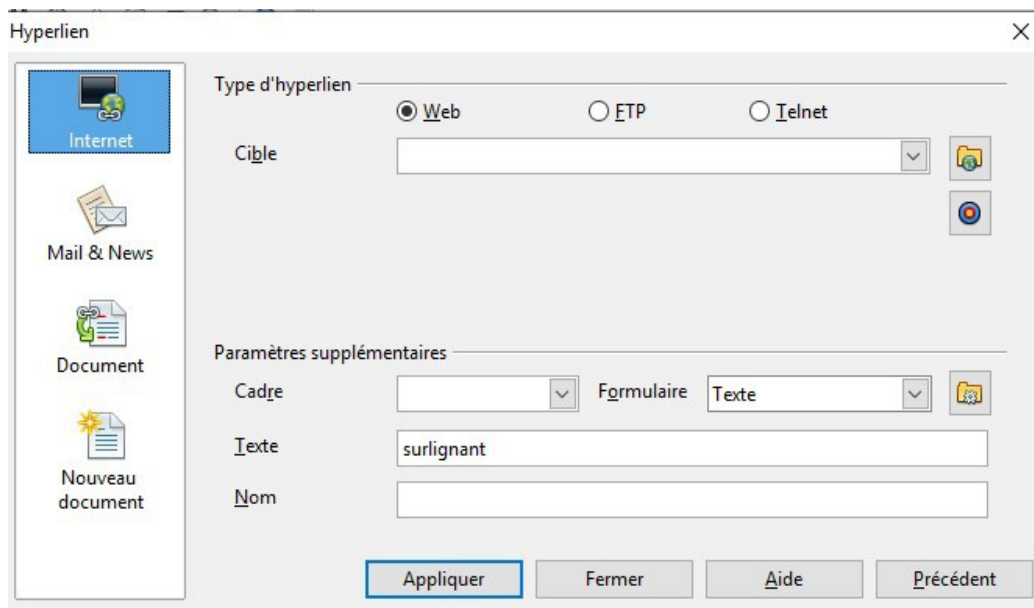 Hyperlien
Internet
Mail & News
Document
Nouveau
document
Type d'hyperlien
Web FTP Telnet
Cible
Paramètres supplémentaires
Cadre Formulaire Texte
Texte surlignant
Nom
Appliquer Fermer Aide Précédent